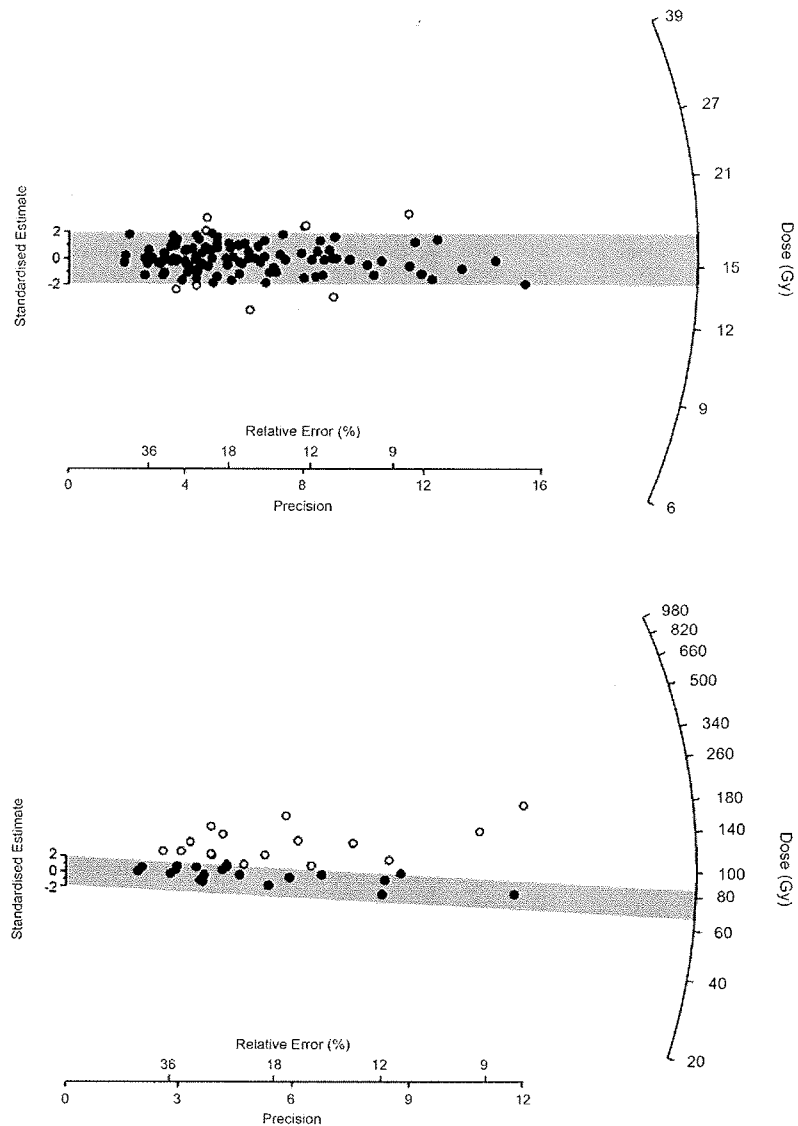 39
27
21
15
12
9
6
Dose (Gy)
Standardised Estimate
2
0
-2
Relative Error (%)
36 18 12 9
0 4 8 12 16
Precision
980
820
660
500
340
260
180
140
100
80
60
40
20
Dose (Gy)
Standardised Estimate
2
0
-2
Relative Error (%)
36 18 12 9
0 3 6 9 12
Precision